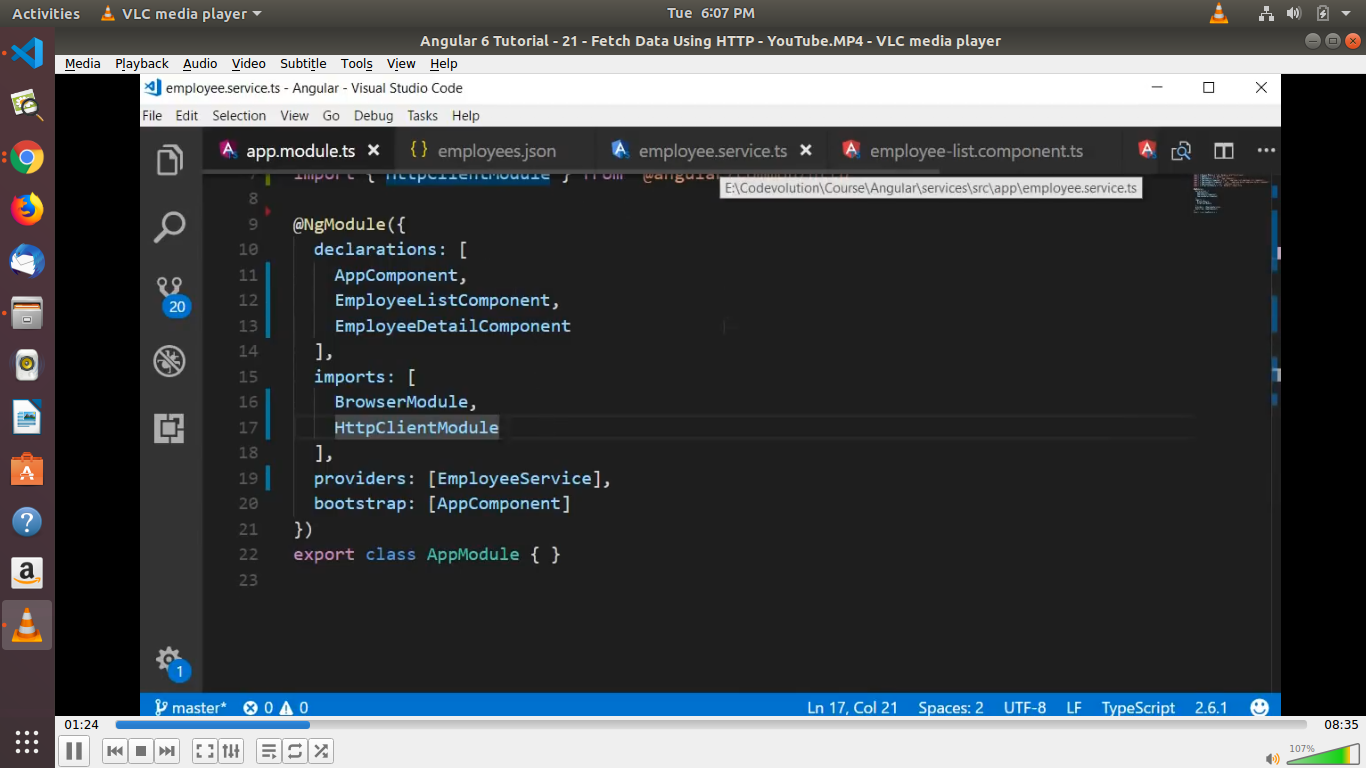 Activities VLC media player Tue 6:07 PM
Angular 6 Tutorial - 21 - Fetch Data Using HTTP - YouTube.MP4 - VLC media player
Media Playback Audio Video Subtitle Tools View Help
employee.service.ts - Angular - Visual Studio Code
File Edit Selection View Go Debug Tasks Help
app.module.ts {} employees.json employee.service.ts employee-list.component.ts
7 import { HttpClientModule } from
E:\Codevolution\Course\Angular\services\src\app\employee.service.ts
8
9 @NgModule({
10 declarations: [
11 AppComponent,
12 EmployeeListComponent,
13 EmployeeDetailComponent
14 ],
15 imports: [
16 BrowserModule,
17 HttpClientModule
18 ],
19 providers: [EmployeeService],
20 bootstrap: [AppComponent]
21 })
22 export class AppModule { }
23
20
1
master* 0 0 Ln 17, Col 21 Spaces: 2 UTF-8 LF TypeScript 2.6.1
01:24 08:35
107%